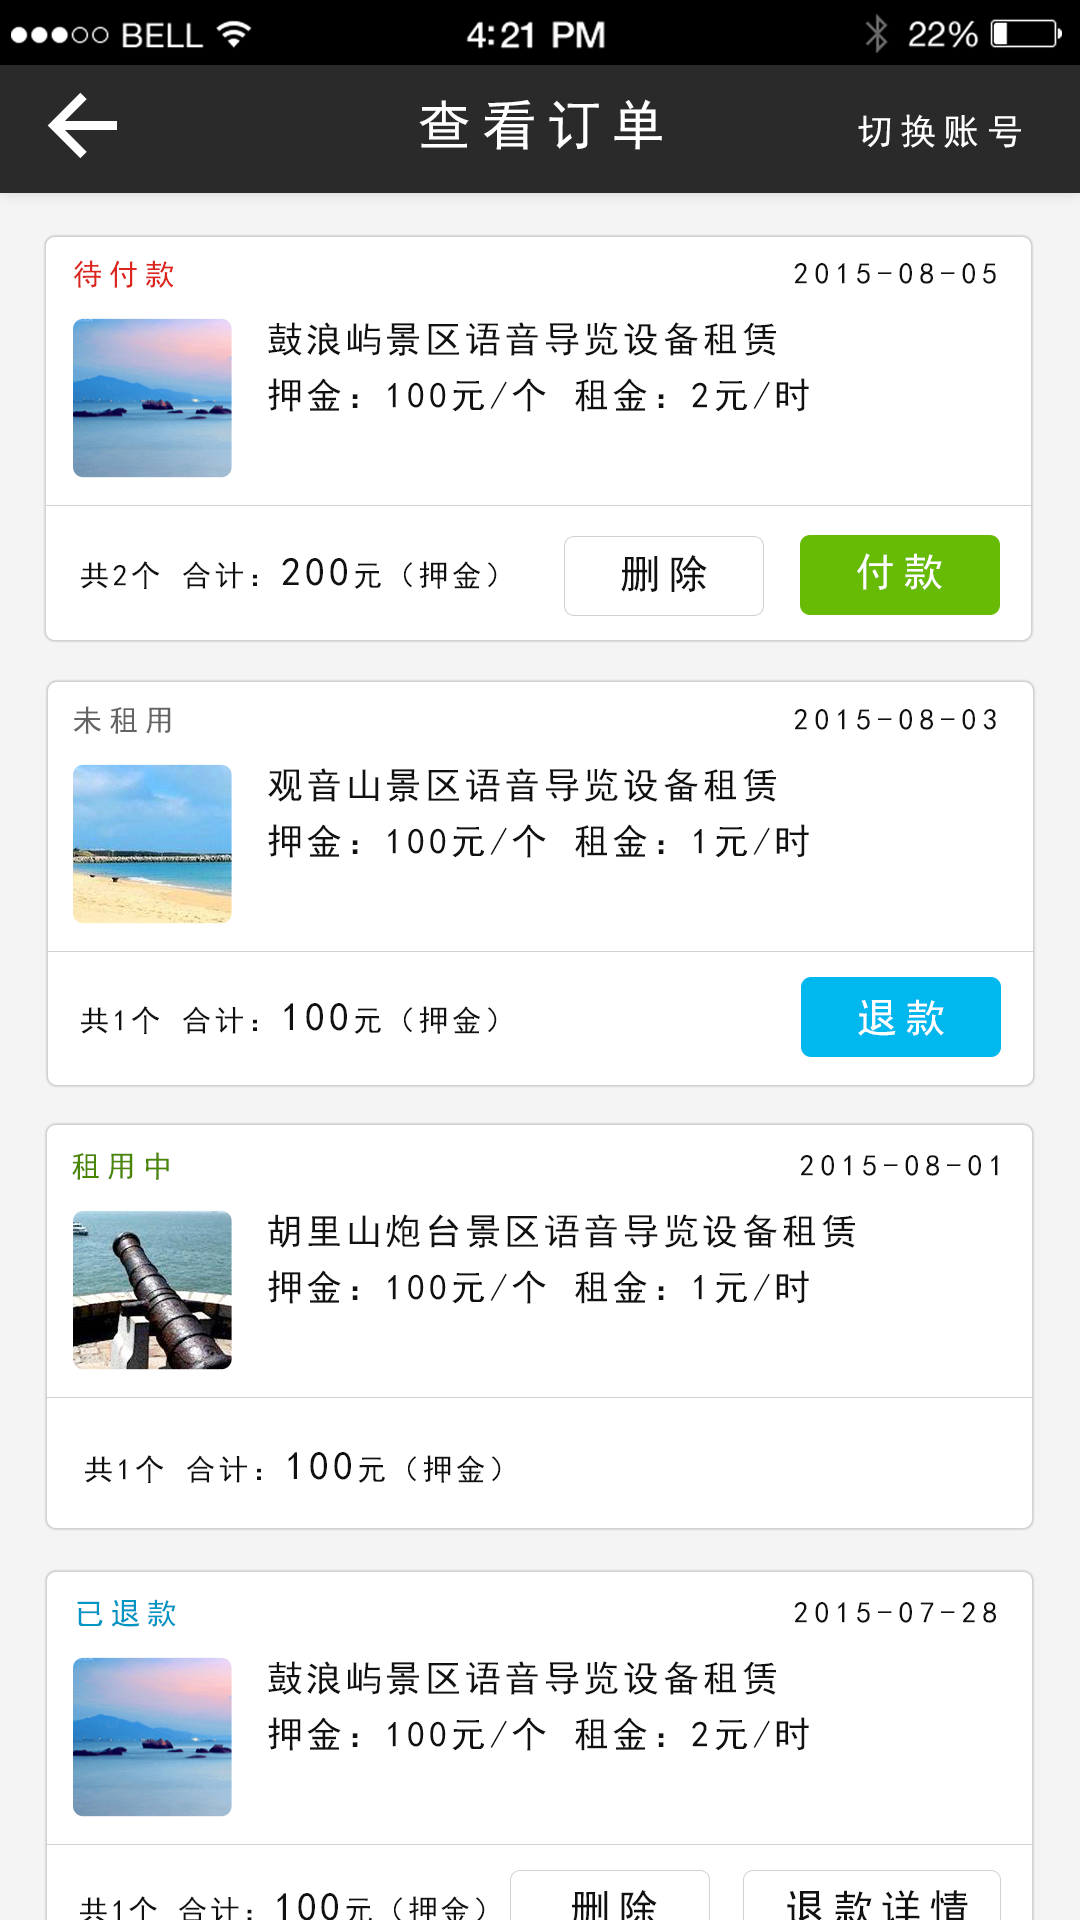 BELL 4:21 PM 22%
查看订单 切换账号
待付款 2015-08-05
鼓浪屿景区语音导览设备租赁
押金：100元/个 租金：2元/时
共2个 合计：200元（押金） 删除 付款
未租用 2015-08-03
观音山景区语音导览设备租赁
押金：100元/个 租金：1元/时
共1个 合计：100元（押金） 退款
租用中 2015-08-01
胡里山炮台景区语音导览设备租赁
押金：100元/个 租金：1元/时
共1个 合计：100元（押金）
已退款 2015-07-28
鼓浪屿景区语音导览设备租赁
押金：100元/个 租金：2元/时
共1个 合计：100元（押金） 删除 退款详情